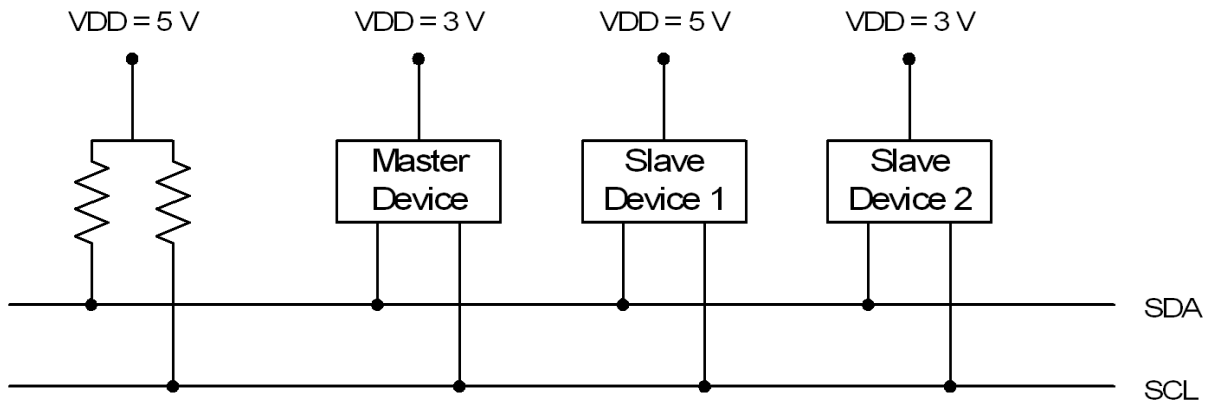 VDD = 5 V
VDD = 3 V
VDD = 5 V
VDD = 3 V
Master
Device
Slave
Device 1
Slave
Device 2
SDA
SCL